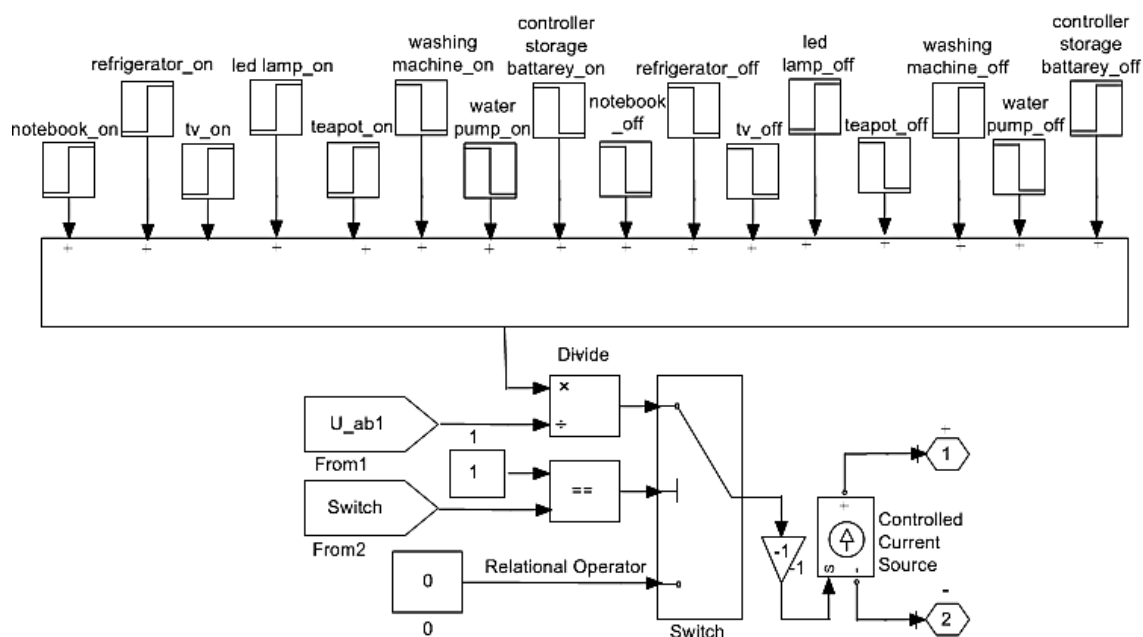 controller
storage
battarey_on
controller
storage
battarey_off
washing
machine_on
led
lamp_off
washing
machine_off
refrigerator_on
led lamp_on
refrigerator_off
notebook_on
tv_on
teapot_on
water
pump_on
notebook
_off
tv_off
teapot_off
water
pump_off
+ + + + + + + + + + + + + + + +
Divide
×
÷
U_ab1
From1
1
1
==
Switch
From2
Relational Operator
0
0
Switch
-1
-1
+
-
s
Controlled
Current
Source
+
1
-
2